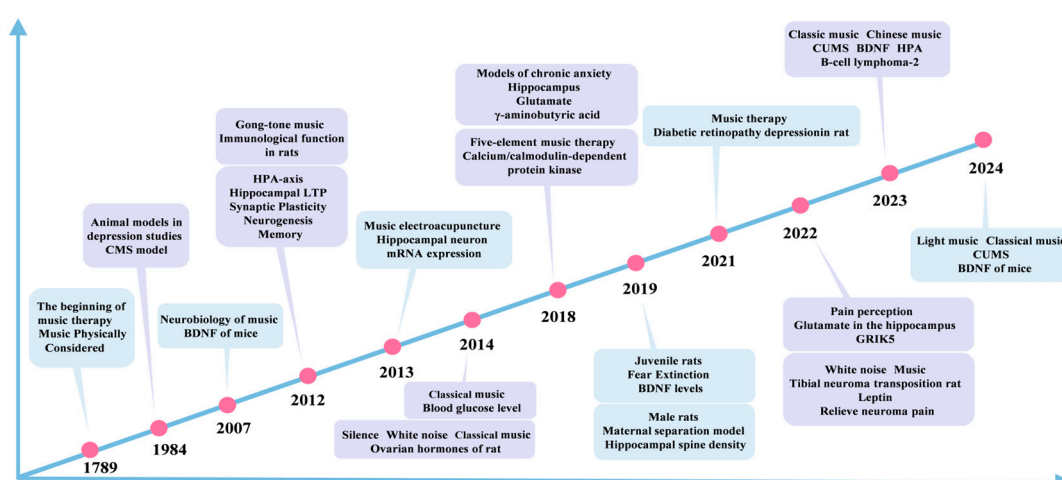 The beginning of
music therapy
Music Physically
Considered
1789
Animal models in
depression studies
CMS model
1984
Neurobiology of music
BDNF of mice
2007
Gong-tone music
Immunological function
in rats
HPA-axis
Hippocampal LTP
Synaptic Plasticity
Neurogenesis
Memory
2012
Music electroacupuncture
Hippocampal neuron
mRNA expression
2013
2014
Classical music
Blood glucose level
Silence White noise Classical music
Ovarian hormones of rat
Models of chronic anxiety
Hippocampus
Glutamate
γ-aminobutyric acid
Five-element music therapy
Calcium/calmodulin-dependent
protein kinase
2018
2019
Juvenile rats
Fear Extinction
BDNF levels
Male rats
Maternal separation model
Hippocampal spine density
Music therapy
Diabetic retinopathy depressionin rat
2021
2022
Pain perception
Glutamate in the hippocampus
GRIK5
White noise Music
Tibial neuroma transposition rat
Leptin
Relieve neuroma pain
Classic music Chinese music
CUMS BDNF HPA
B-cell lymphoma-2
2023
2024
Light music Classical music
CUMS
BDNF of mice